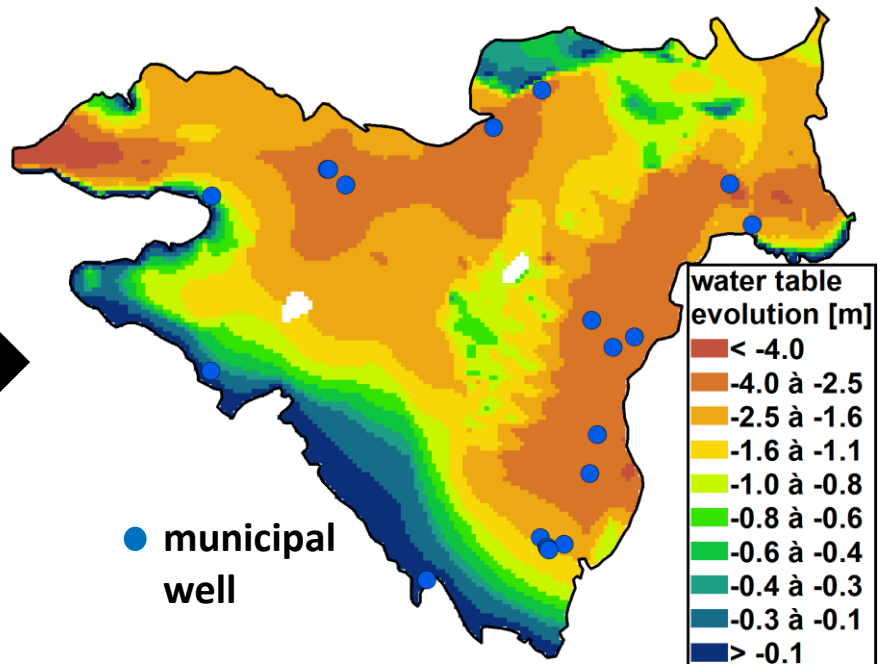 water table
evolution [m]
< -4.0
-4.0 à -2.5
-2.5 à -1.6
-1.6 à -1.1
-1.0 à -0.8
-0.8 à -0.6
-0.6 à -0.4
-0.4 à -0.3
-0.3 à -0.1
> -0.1
municipal
well